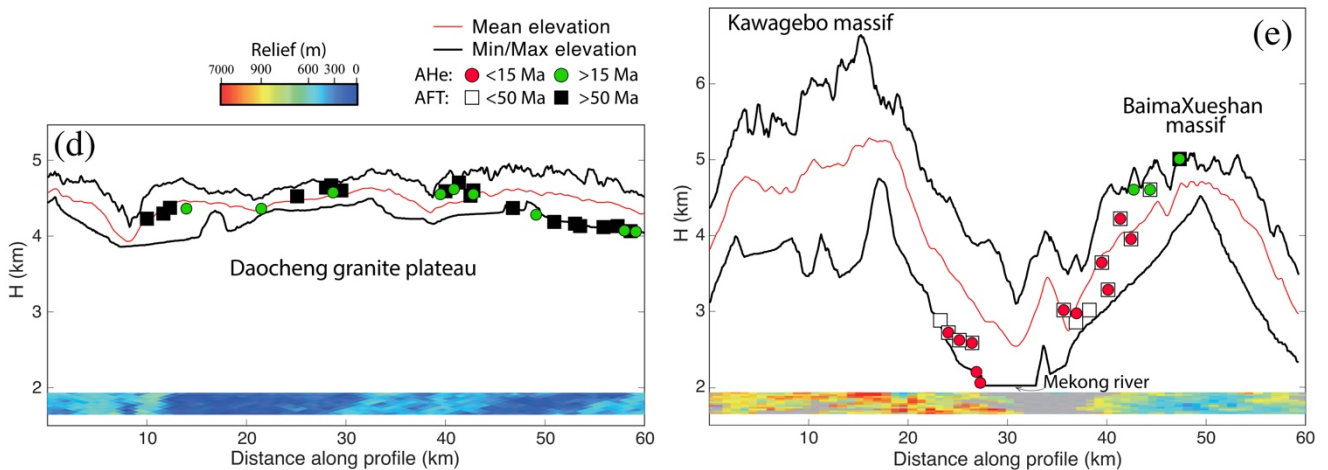 Relief (m)
7000 900 600 300 0
Mean elevation
Min/Max elevation
AHe: <15 Ma >15 Ma
AFT: <50 Ma >50 Ma
(d)
5
4
3
2
H (km)
Daocheng granite plateau
10 20 30 40 50 60
Distance along profile (km)
Kawagebo massif
(e)
BaimaXueshan
massif
6
5
4
3
2
H (km)
Mekong river
10 20 30 40 50 60
Distance along profile (km)